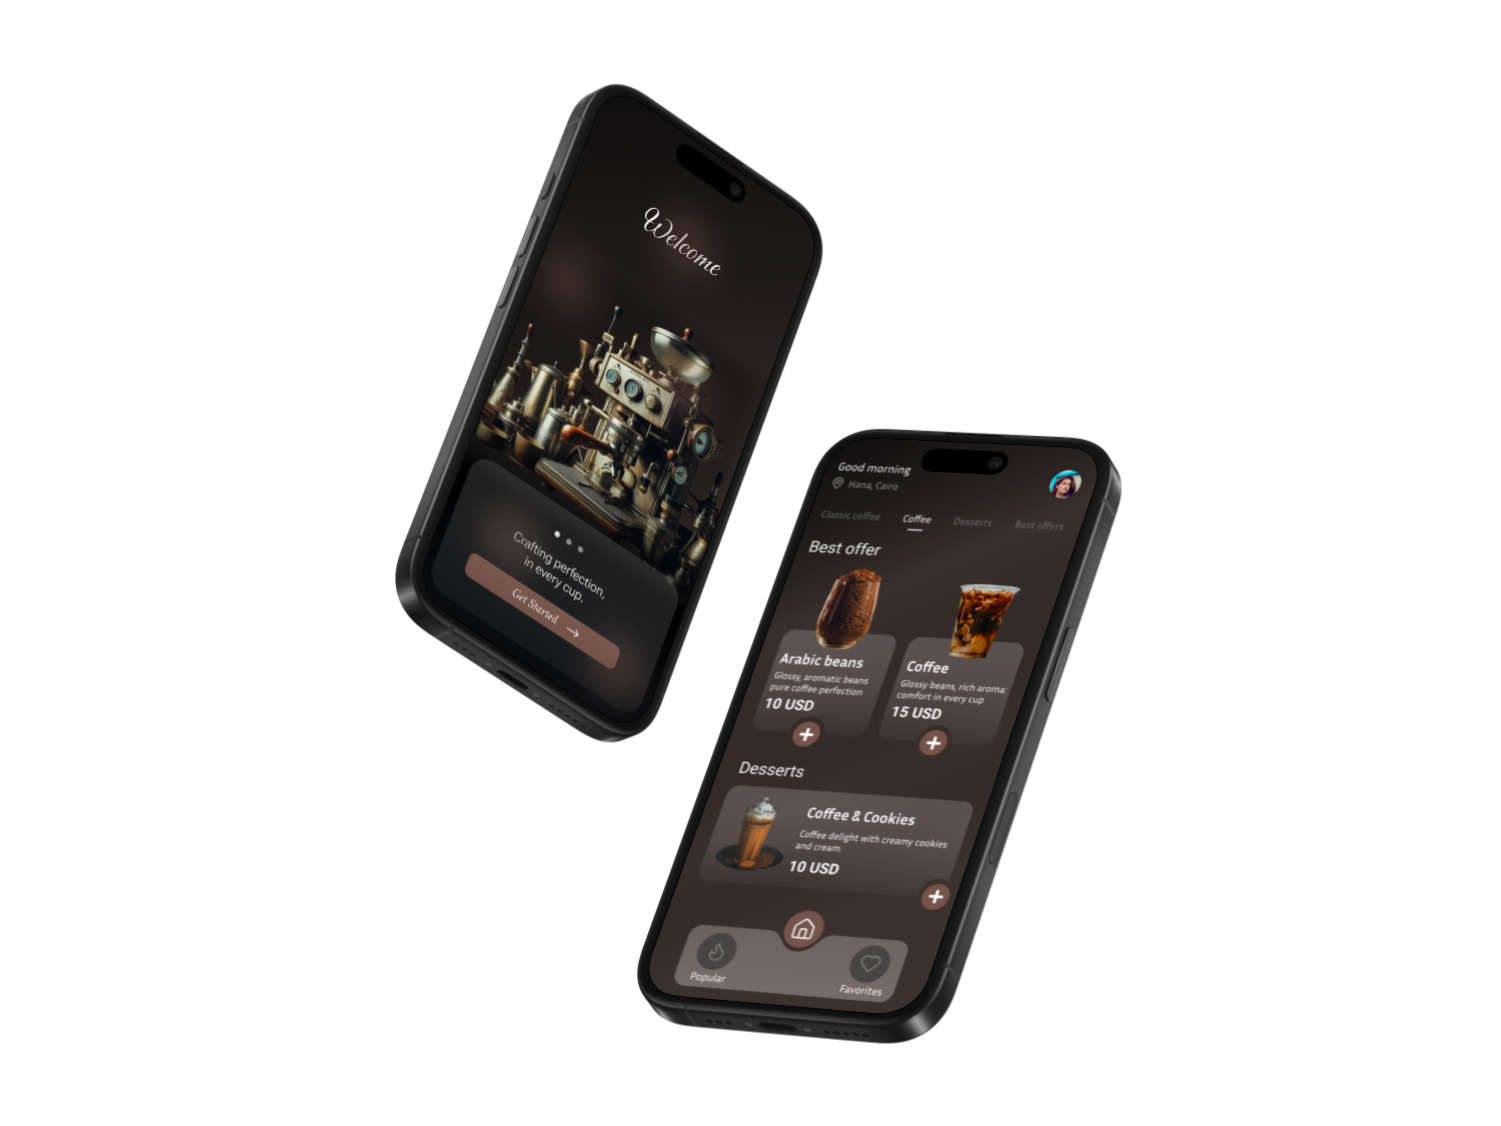 Welcome
Crafting perfection,
in every cup.
Get Started
Good morning
Hana, Cairo
Classic coffee
Coffee
Desserts
Best offers
Best offer
Arabic beans
Glossy, aromatic beans
pure coffee perfection
10 USD
Coffee
Glossy beans, rich aroma:
comfort in every cup
15 USD
Desserts
Coffee & Cookies
Coffee delight with creamy cookies
and cream.
10 USD
Popular
Favorites